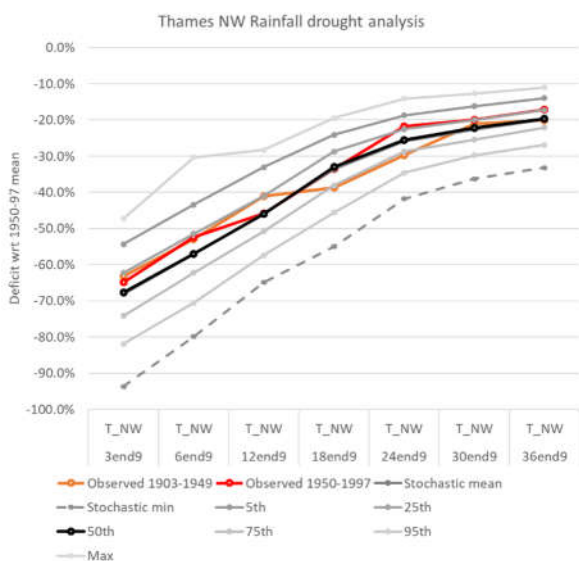 Thames NW Rainfall drought analysis
0.0%
-10.0%
-20.0%
-30.0%
-40.0%
-50.0%
-60.0%
-70.0%
-80.0%
-90.0%
-100.0%
Deficit wrt 1950-97 mean
T_NW T_NW T_NW T_NW T_NW T_NW T_NW
3end9 6end9 12end9 18end9 24end9 30end9 36end9
Observed 1903-1949 Observed 1950-1997 Stochastic mean
Stochastic min 5th 25th
50th 75th 95th
Max